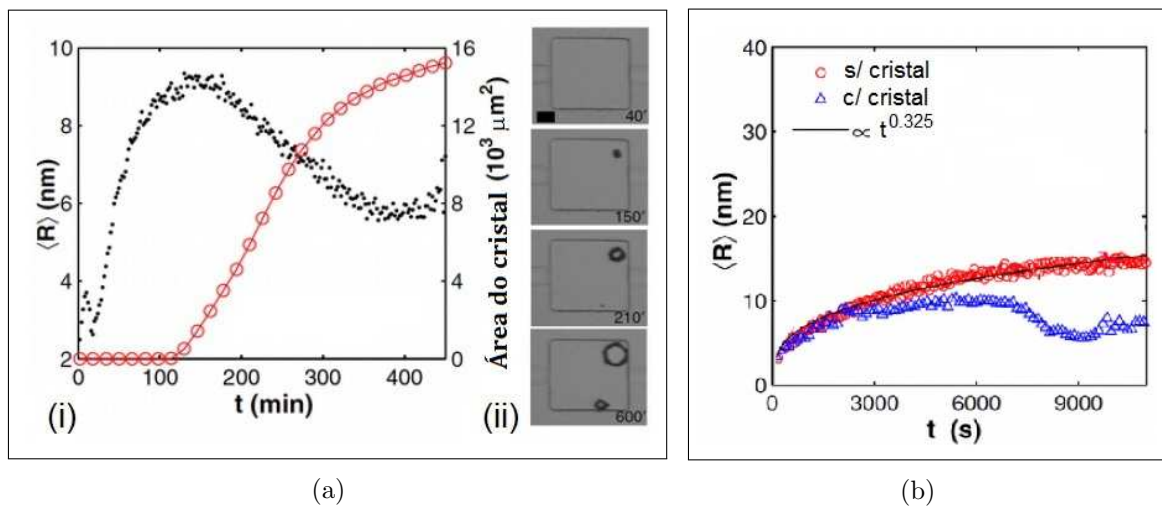 10
8
6
4
2
⟨R⟩ (nm)
16
12
8
4
0
Área do cristal (10³ μm²)
0 100 200 300 400
t (min)
(i)
(ii)
40'
150'
210'
600'
(a)
40
30
20
10
0
⟨R⟩ (nm)
s/ cristal
c/ cristal
∝ t^0.325
0 3000 6000 9000
t (s)
(b)